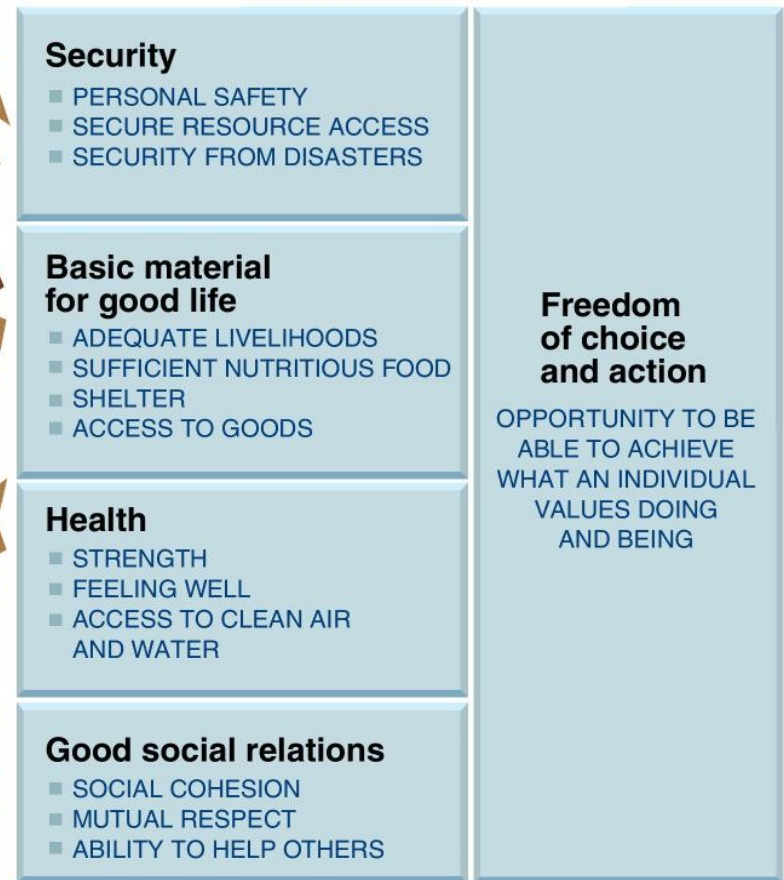 Security
PERSONAL SAFETY
SECURE RESOURCE ACCESS
SECURITY FROM DISASTERS
Basic material
for good life
ADEQUATE LIVELIHOODS
SUFFICIENT NUTRITIOUS FOOD
SHELTER
ACCESS TO GOODS
Health
STRENGTH
FEELING WELL
ACCESS TO CLEAN AIR
AND WATER
Good social relations
SOCIAL COHESION
MUTUAL RESPECT
ABILITY TO HELP OTHERS
Freedom
of choice
and action
OPPORTUNITY TO BE
ABLE TO ACHIEVE
WHAT AN INDIVIDUAL
VALUES DOING
AND BEING